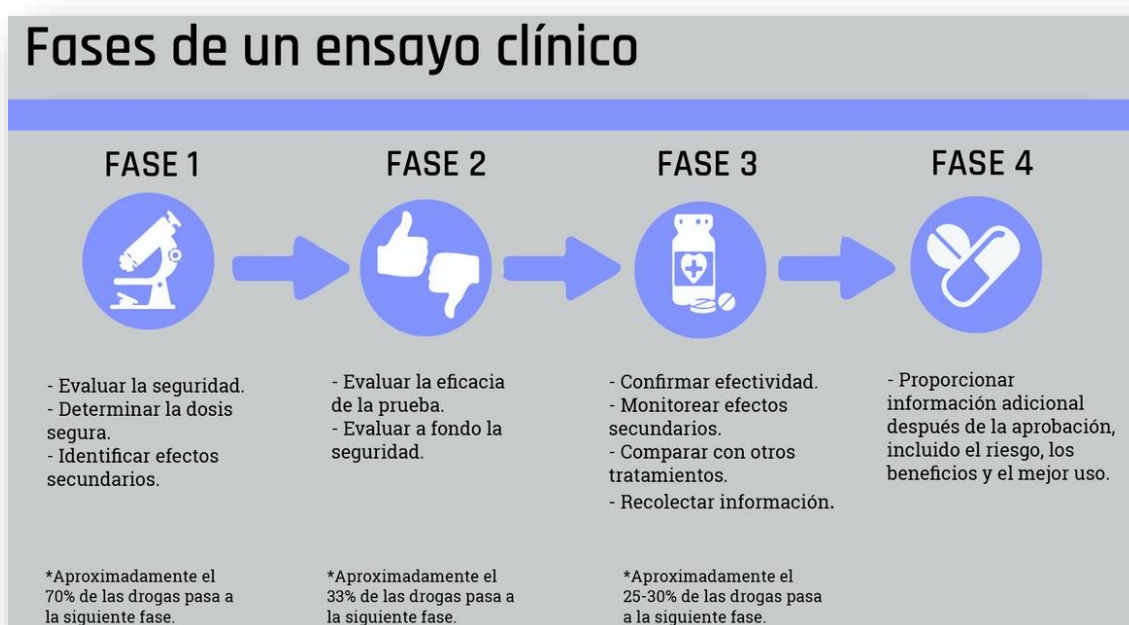 Fases de un ensayo clínico
FASE 1
- Evaluar la seguridad.
- Determinar la dosis
segura.
- Identificar efectos
secundarios.
*Aproximadamente el
70% de las drogas pasa a
la siguiente fase.
FASE 2
- Evaluar la eficacia
de la prueba.
- Evaluar a fondo la
seguridad.
*Aproximadamente el
33% de las drogas pasa a
la siguiente fase.
FASE 3
- Confirmar efectividad.
- Monitorear efectos
secundarios.
- Comparar con otros
tratamientos.
- Recolectar información.
*Aproximadamente el
25-30% de las drogas pasa
a la siguiente fase.
FASE 4
- Proporcionar
información adicional
después de la aprobación,
incluido el riesgo, los
beneficios y el mejor uso.